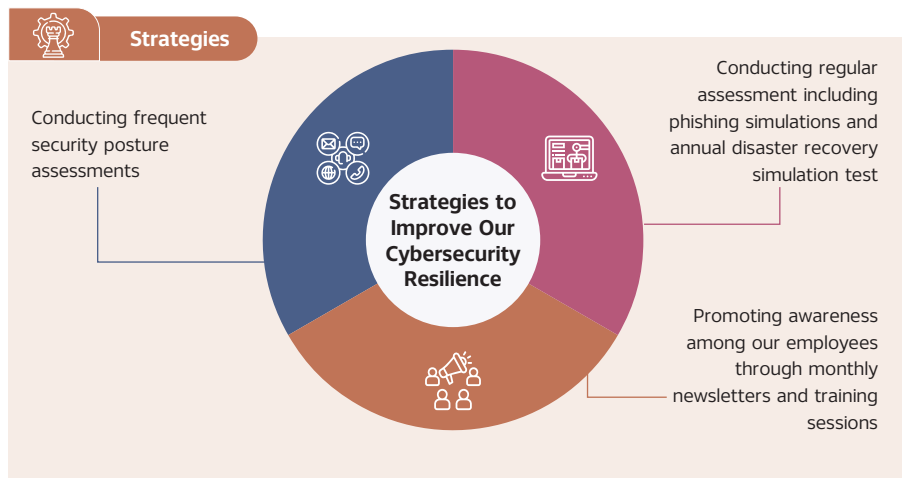 Strategies
Conducting frequent
security posture
assessments
Strategies to
Improve Our
Cybersecurity
Resilience
Conducting regular
assessment including
phishing simulations and
annual disaster recovery
simulation test
Promoting awareness
among our employees
through monthly
newsletters and training
sessions